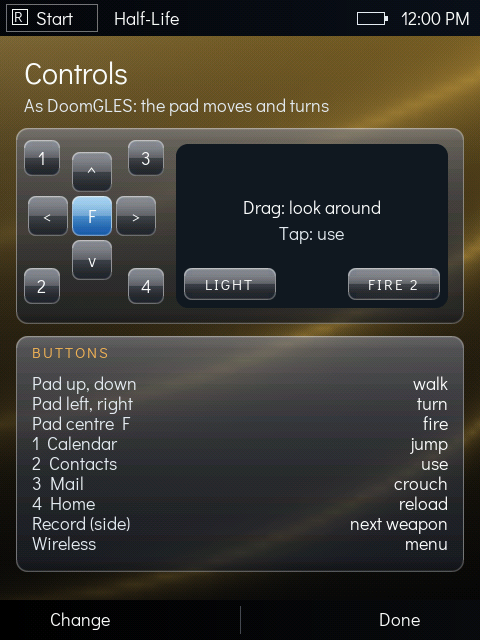 R Start Half-Life 12:00 PM
Controls
As DoomGLES: the pad moves and turns
1 ^ 3
< F >
v
2 4
Drag: look around
Tap: use
LIGHT FIRE 2
BUTTONS
Pad up, down walk
Pad left, right turn
Pad centre F fire
1 Calendar jump
2 Contacts use
3 Mail crouch
4 Home reload
Record (side) next weapon
Wireless menu
Change Done